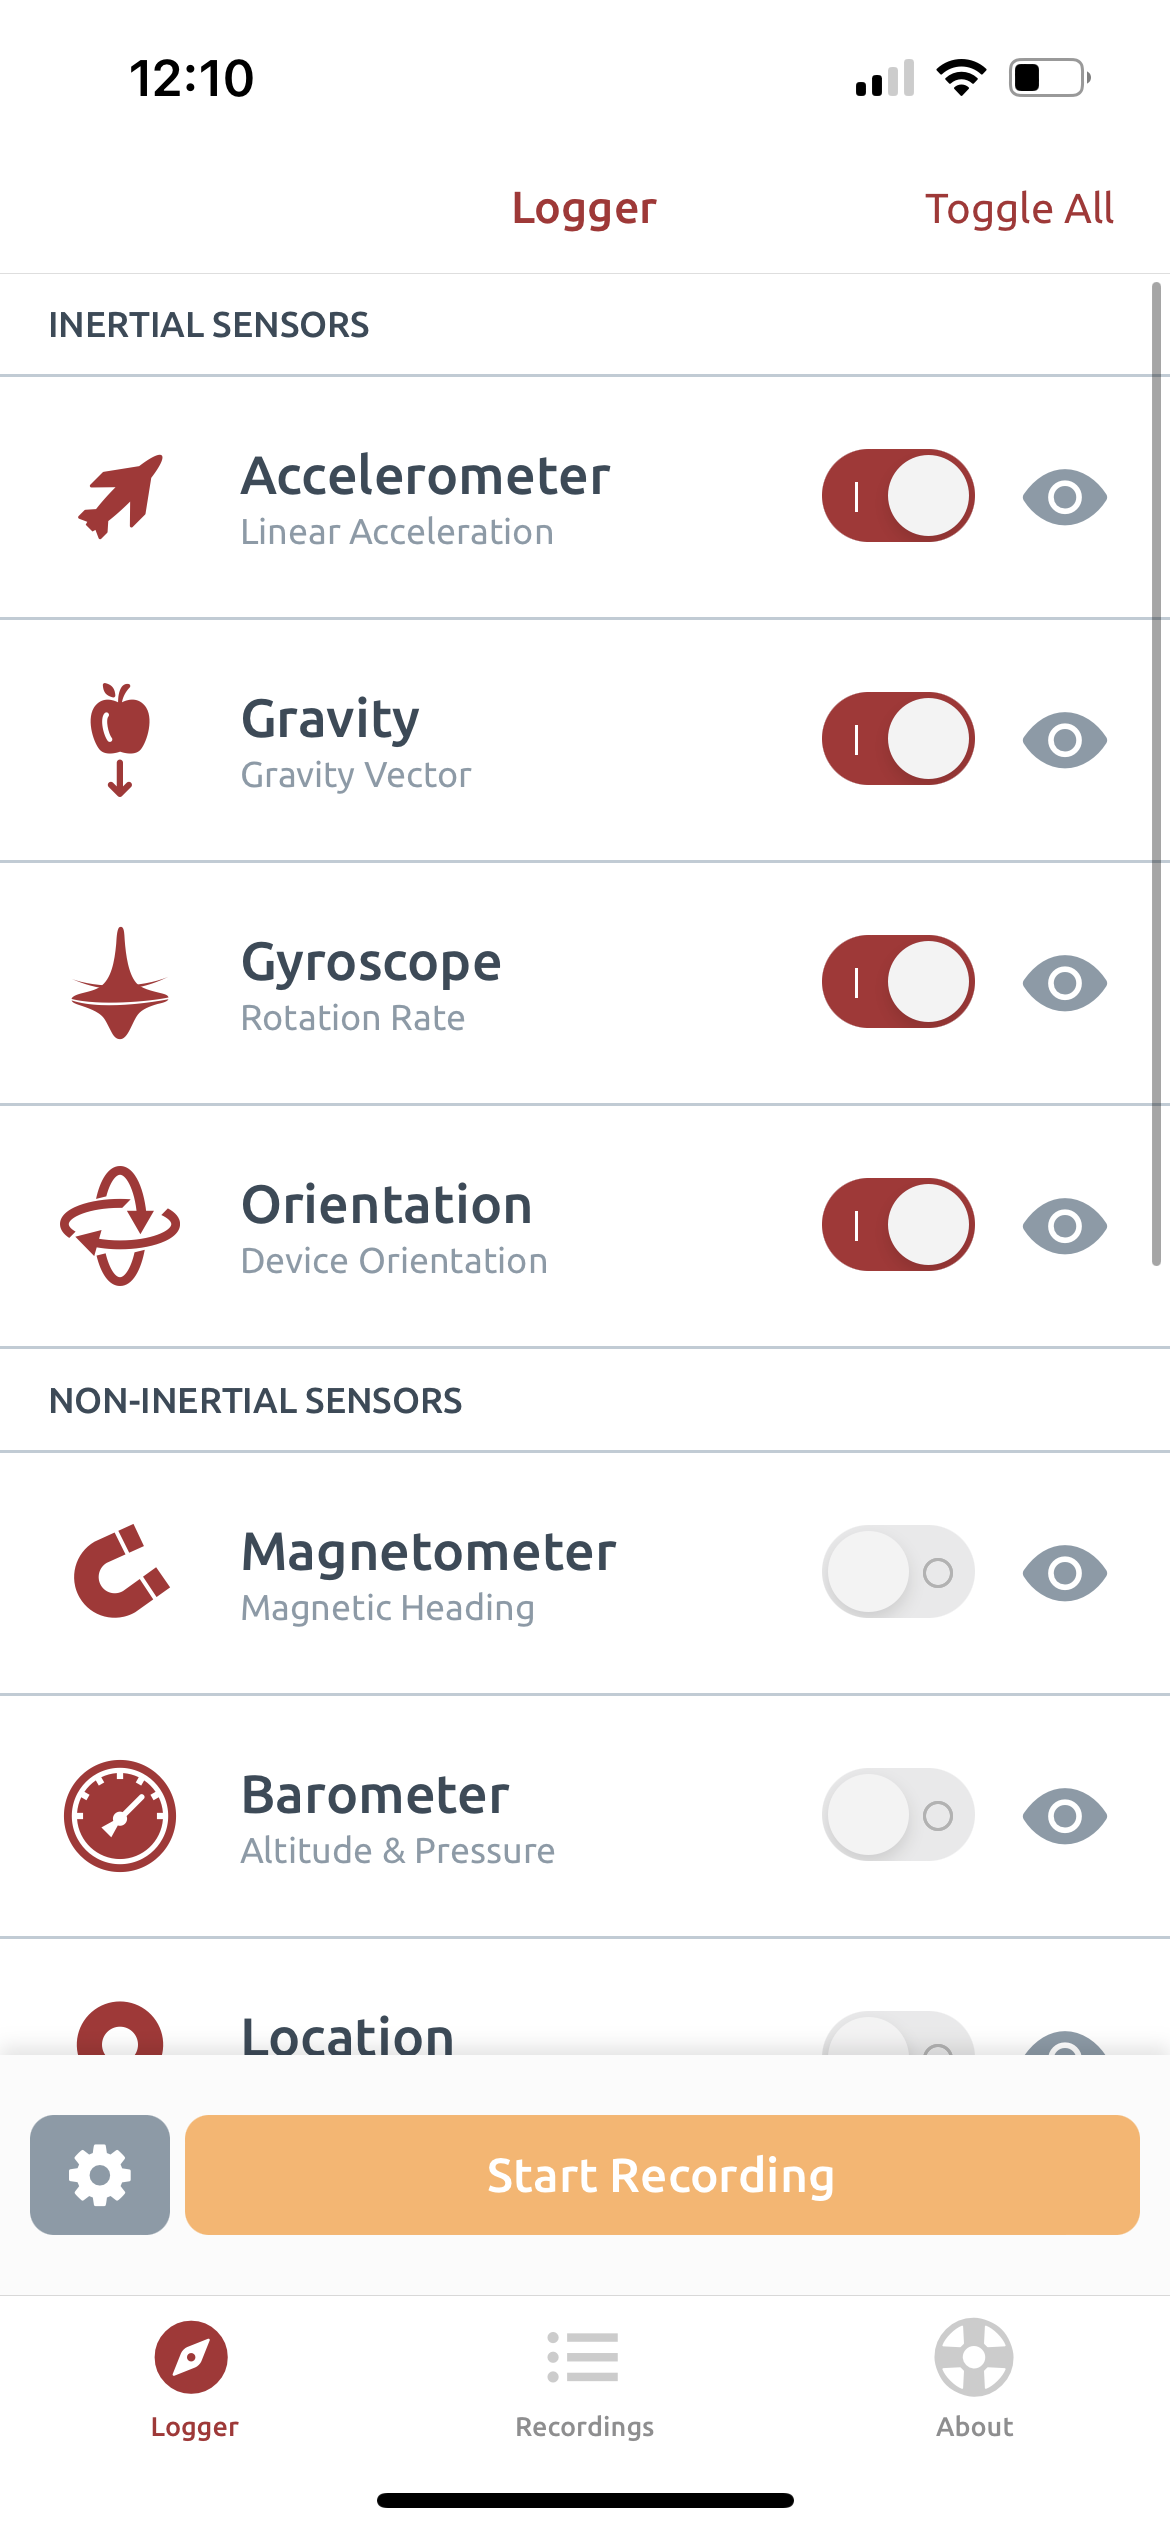 12:10
Logger
Toggle All
INERTIAL SENSORS
Accelerometer
Linear Acceleration
Gravity
Gravity Vector
Gyroscope
Rotation Rate
Orientation
Device Orientation
NON-INERTIAL SENSORS
Magnetometer
Magnetic Heading
Barometer
Altitude & Pressure
Location
Start Recording
Logger
Recordings
About